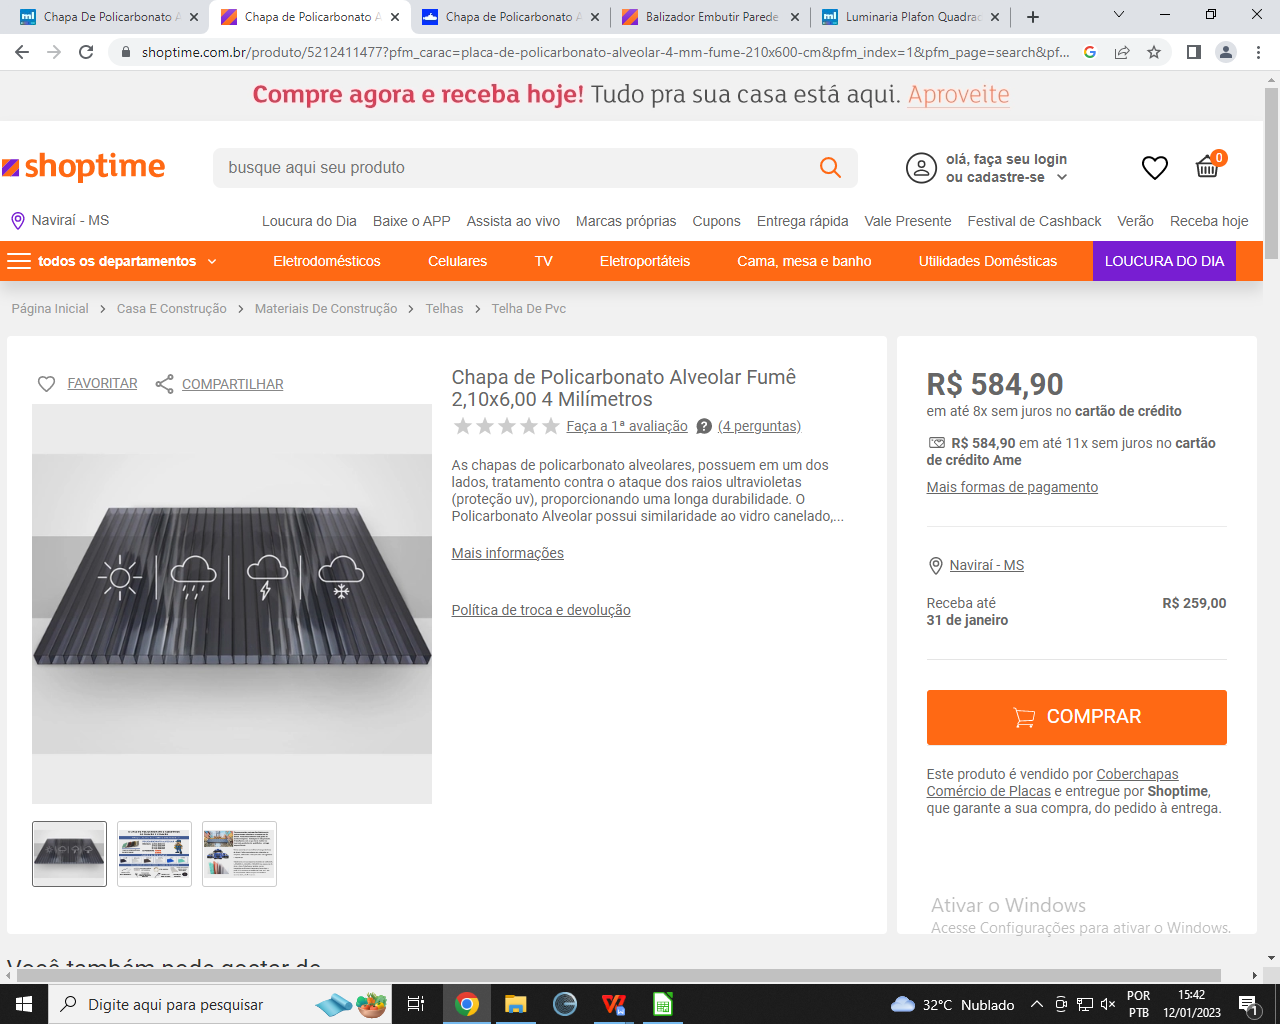 Chapa De Policarbonato A
Chapa de Policarbonato A
Chapa de Policarbonato A
Balizador Embutir Parede
Luminaria Plafon Quadrad
shoptime.com.br/produto/5212411477?pfm_carac=placa-de-policarbonato-alveolar-4-mm-fume-210x600-cm&pfm_index=1&pfm_page=search&pf...
Compre agora e receba hoje! Tudo pra sua casa está aqui. Aproveite
shoptime
busque aqui seu produto
olá, faça seu login
ou cadastre-se
0
Naviraí - MS
Loucura do Dia Baixe o APP Assista ao vivo Marcas próprias Cupons Entrega rápida Vale Presente Festival de Cashback Verão Receba hoje
todos os departamentos Eletrodomésticos Celulares TV Eletroportáteis Cama, mesa e banho Utilidades Domésticas LOUCURA DO DIA
Página Inicial > Casa E Construção > Materiais De Construção > Telhas > Telha De Pvc
FAVORITAR COMPARTILHAR
Chapa de Policarbonato Alveolar Fumê
2,10x6,00 4 Milímetros
Faça a 1ª avaliação ? (4 perguntas)
As chapas de policarbonato alveolares, possuem em um dos
lados, tratamento contra o ataque dos raios ultravioletas
(proteção uv), proporcionando uma longa durabilidade. O
Policarbonato Alveolar possui similaridade ao vidro canelado,...
Mais informações
Política de troca e devolução
R$ 584,90
em até 8x sem juros no cartão de crédito
R$ 584,90 em até 11x sem juros no cartão
de crédito Ame
Mais formas de pagamento
Naviraí - MS
Receba até R$ 259,00
31 de janeiro
COMPRAR
Este produto é vendido por Coberchapas
Comércio de Placas e entregue por Shoptime,
que garante a sua compra, do pedido à entrega.
Ativar o Windows
Acesse Configurações para ativar o Windows.
Você também pode gostar de
Digite aqui para pesquisar
32°C Nublado
POR
PTB
15:42
12/01/2023
1